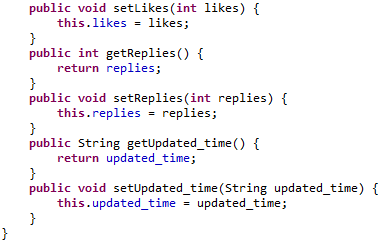 public void setLikes(int likes) {
        this.likes = likes;
    }
    public int getReplies() {
        return replies;
    }
    public void setReplies(int replies) {
        this.replies = replies;
    }
    public String getUpdated_time() {
        return updated_time;
    }
    public void setUpdated_time(String updated_time) {
        this.updated_time = updated_time;
    }
}